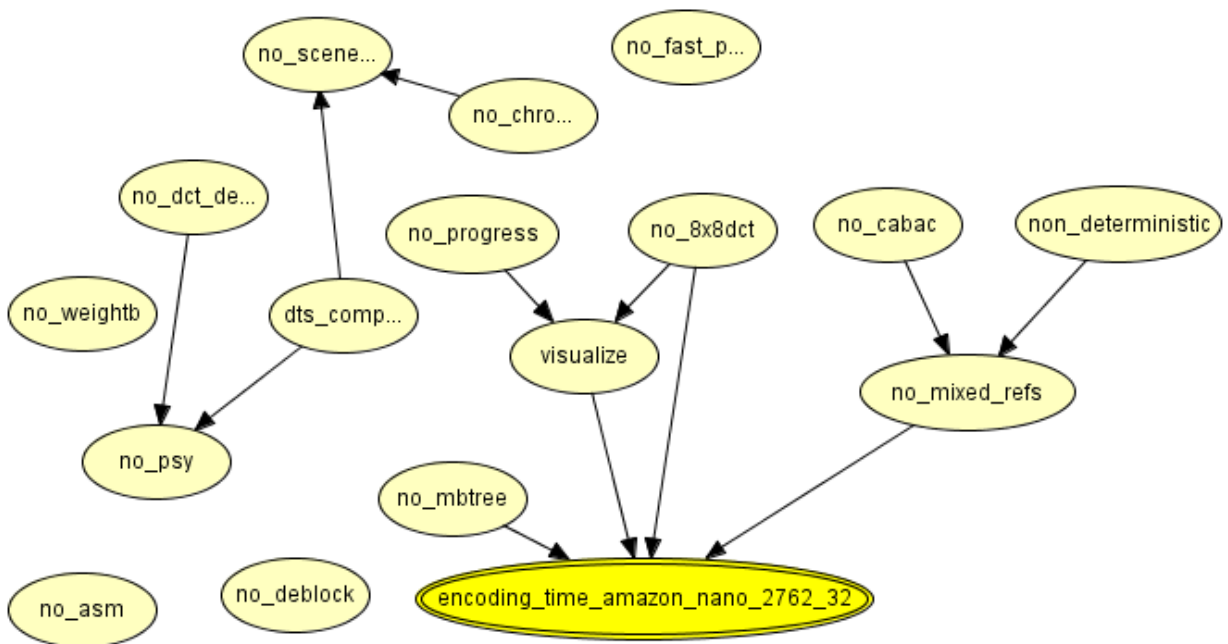 no_scene...
no_fast_p...
no_chro...
no_dct_de...
no_progress
no_8x8dct
no_cabac
non_deterministic
no_weightb
dts_comp...
visualize
no_mixed_refs
no_psy
no_mbtree
no_asm
no_deblock
encoding_time_amazon_nano_2762_32